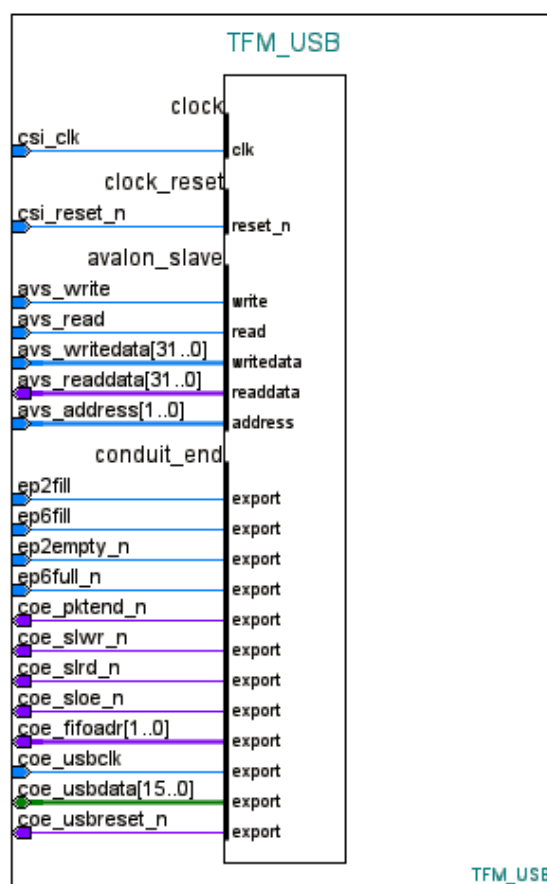 TFM_USB
clock
csi_clk
clk
clock_reset
csi_reset_n
reset_n
avalon_slave
avs_write
write
avs_read
read
avs_writedata[31..0]
writedata
avs_readdata[31..0]
readdata
avs_address[1..0]
address
conduit_end
ep2fill
export
ep6fill
export
ep2empty_n
export
ep6full_n
export
coe_pktend_n
export
coe_slwr_n
export
coe_slrd_n
export
coe_sloe_n
export
coe_fifoadr[1..0]
export
coe_usbclk
export
coe_usbdata[15..0]
export
coe_usbreset_n
export
TFM_USB